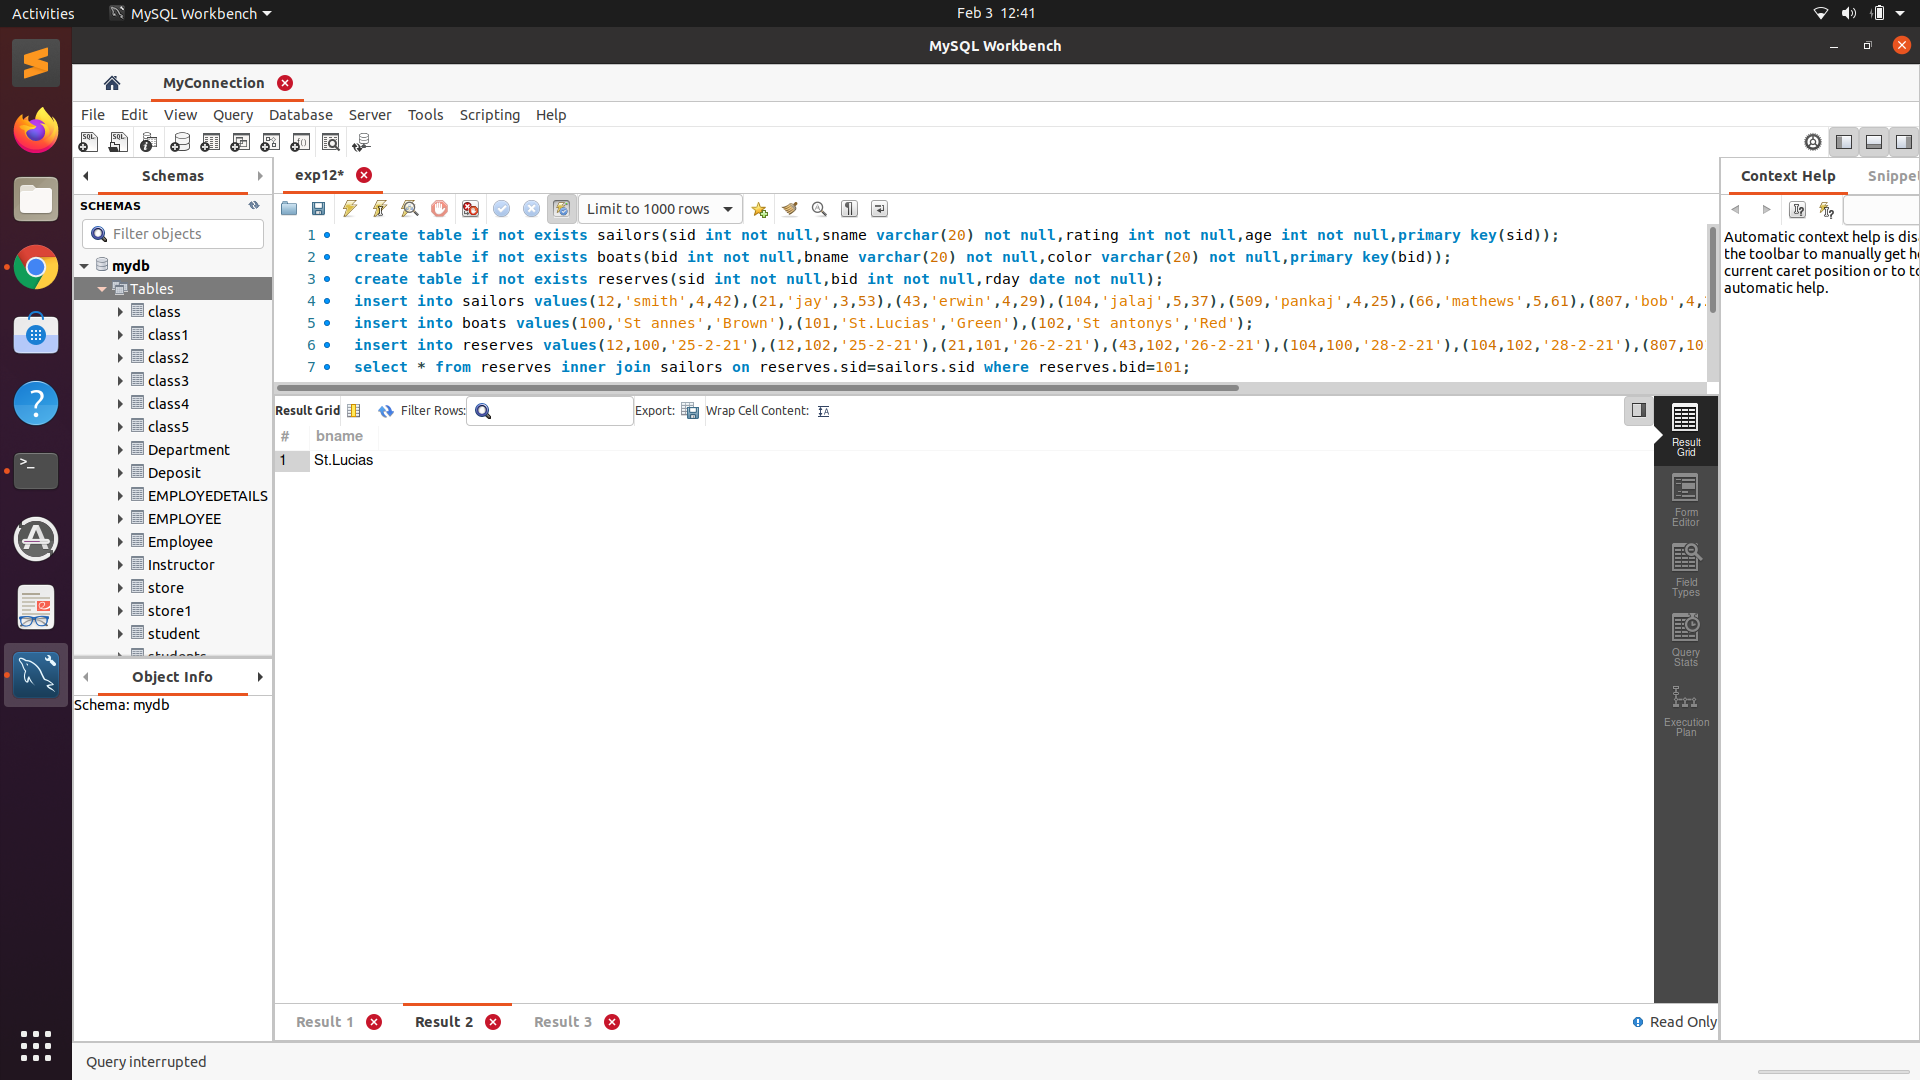 Activities MySQL Workbench Feb 3 12:41
MySQL Workbench
MyConnection
File Edit View Query Database Server Tools Scripting Help
Schemas
SCHEMAS
Filter objects
mydb
Tables
class
class1
class2
class3
class4
class5
Department
Deposit
EMPLOYEDETAILS
EMPLOYEE
Employee
Instructor
store
store1
student
Object Info
Schema: mydb
exp12*
Limit to 1000 rows
1 create table if not exists sailors(sid int not null,sname varchar(20) not null,rating int not null,age int not null,primary key(sid));
2 create table if not exists boats(bid int not null,bname varchar(20) not null,color varchar(20) not null,primary key(bid));
3 create table if not exists reserves(sid int not null,bid int not null,rday date not null);
4 insert into sailors values(12,'smith',4,42),(21,'jay',3,53),(43,'erwin',4,29),(104,'jalaj',5,37),(509,'pankaj',4,25),(66,'mathews',5,61),(807,'bob',4,
5 insert into boats values(100,'St annes','Brown'),(101,'St.Lucias','Green'),(102,'St antonys','Red');
6 insert into reserves values(12,100,'25-2-21'),(12,102,'25-2-21'),(21,101,'26-2-21'),(43,102,'26-2-21'),(104,100,'28-2-21'),(104,102,'28-2-21'),(807,10
7 select * from reserves inner join sailors on reserves.sid=sailors.sid where reserves.bid=101;
Result Grid Filter Rows: Export: Wrap Cell Content:
# bname
1 St.Lucias
Result
Grid
Form
Editor
Field
Types
Query
Stats
Execution
Plan
Result 1 Result 2 Result 3 Read Only
Context Help Snippet
Automatic context help is dis
the toolbar to manually get h
current caret position or to to
automatic help.
Query interrupted